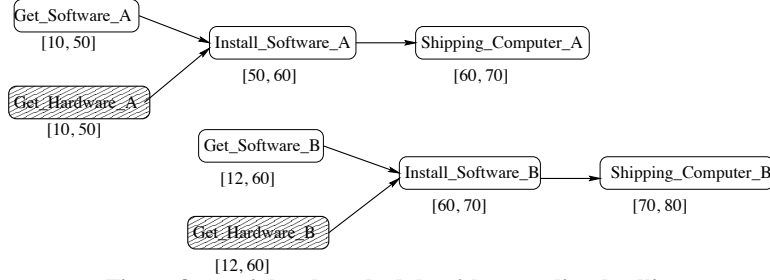 Get_Software_A
[10, 50]
Install_Software_A
[50, 60]
Shipping_Computer_A
[60, 70]
Get_Hardware_A
[10, 50]
Get_Software_B
[12, 60]
Install_Software_B
[60, 70]
Shipping_Computer_B
[70, 80]
Get_Hardware_B
[12, 60]